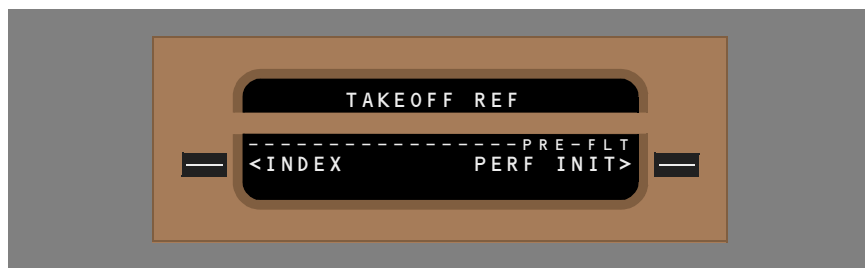 TAKEOFF REF
-----------------PRE-FLT
<INDEX PERF INIT>